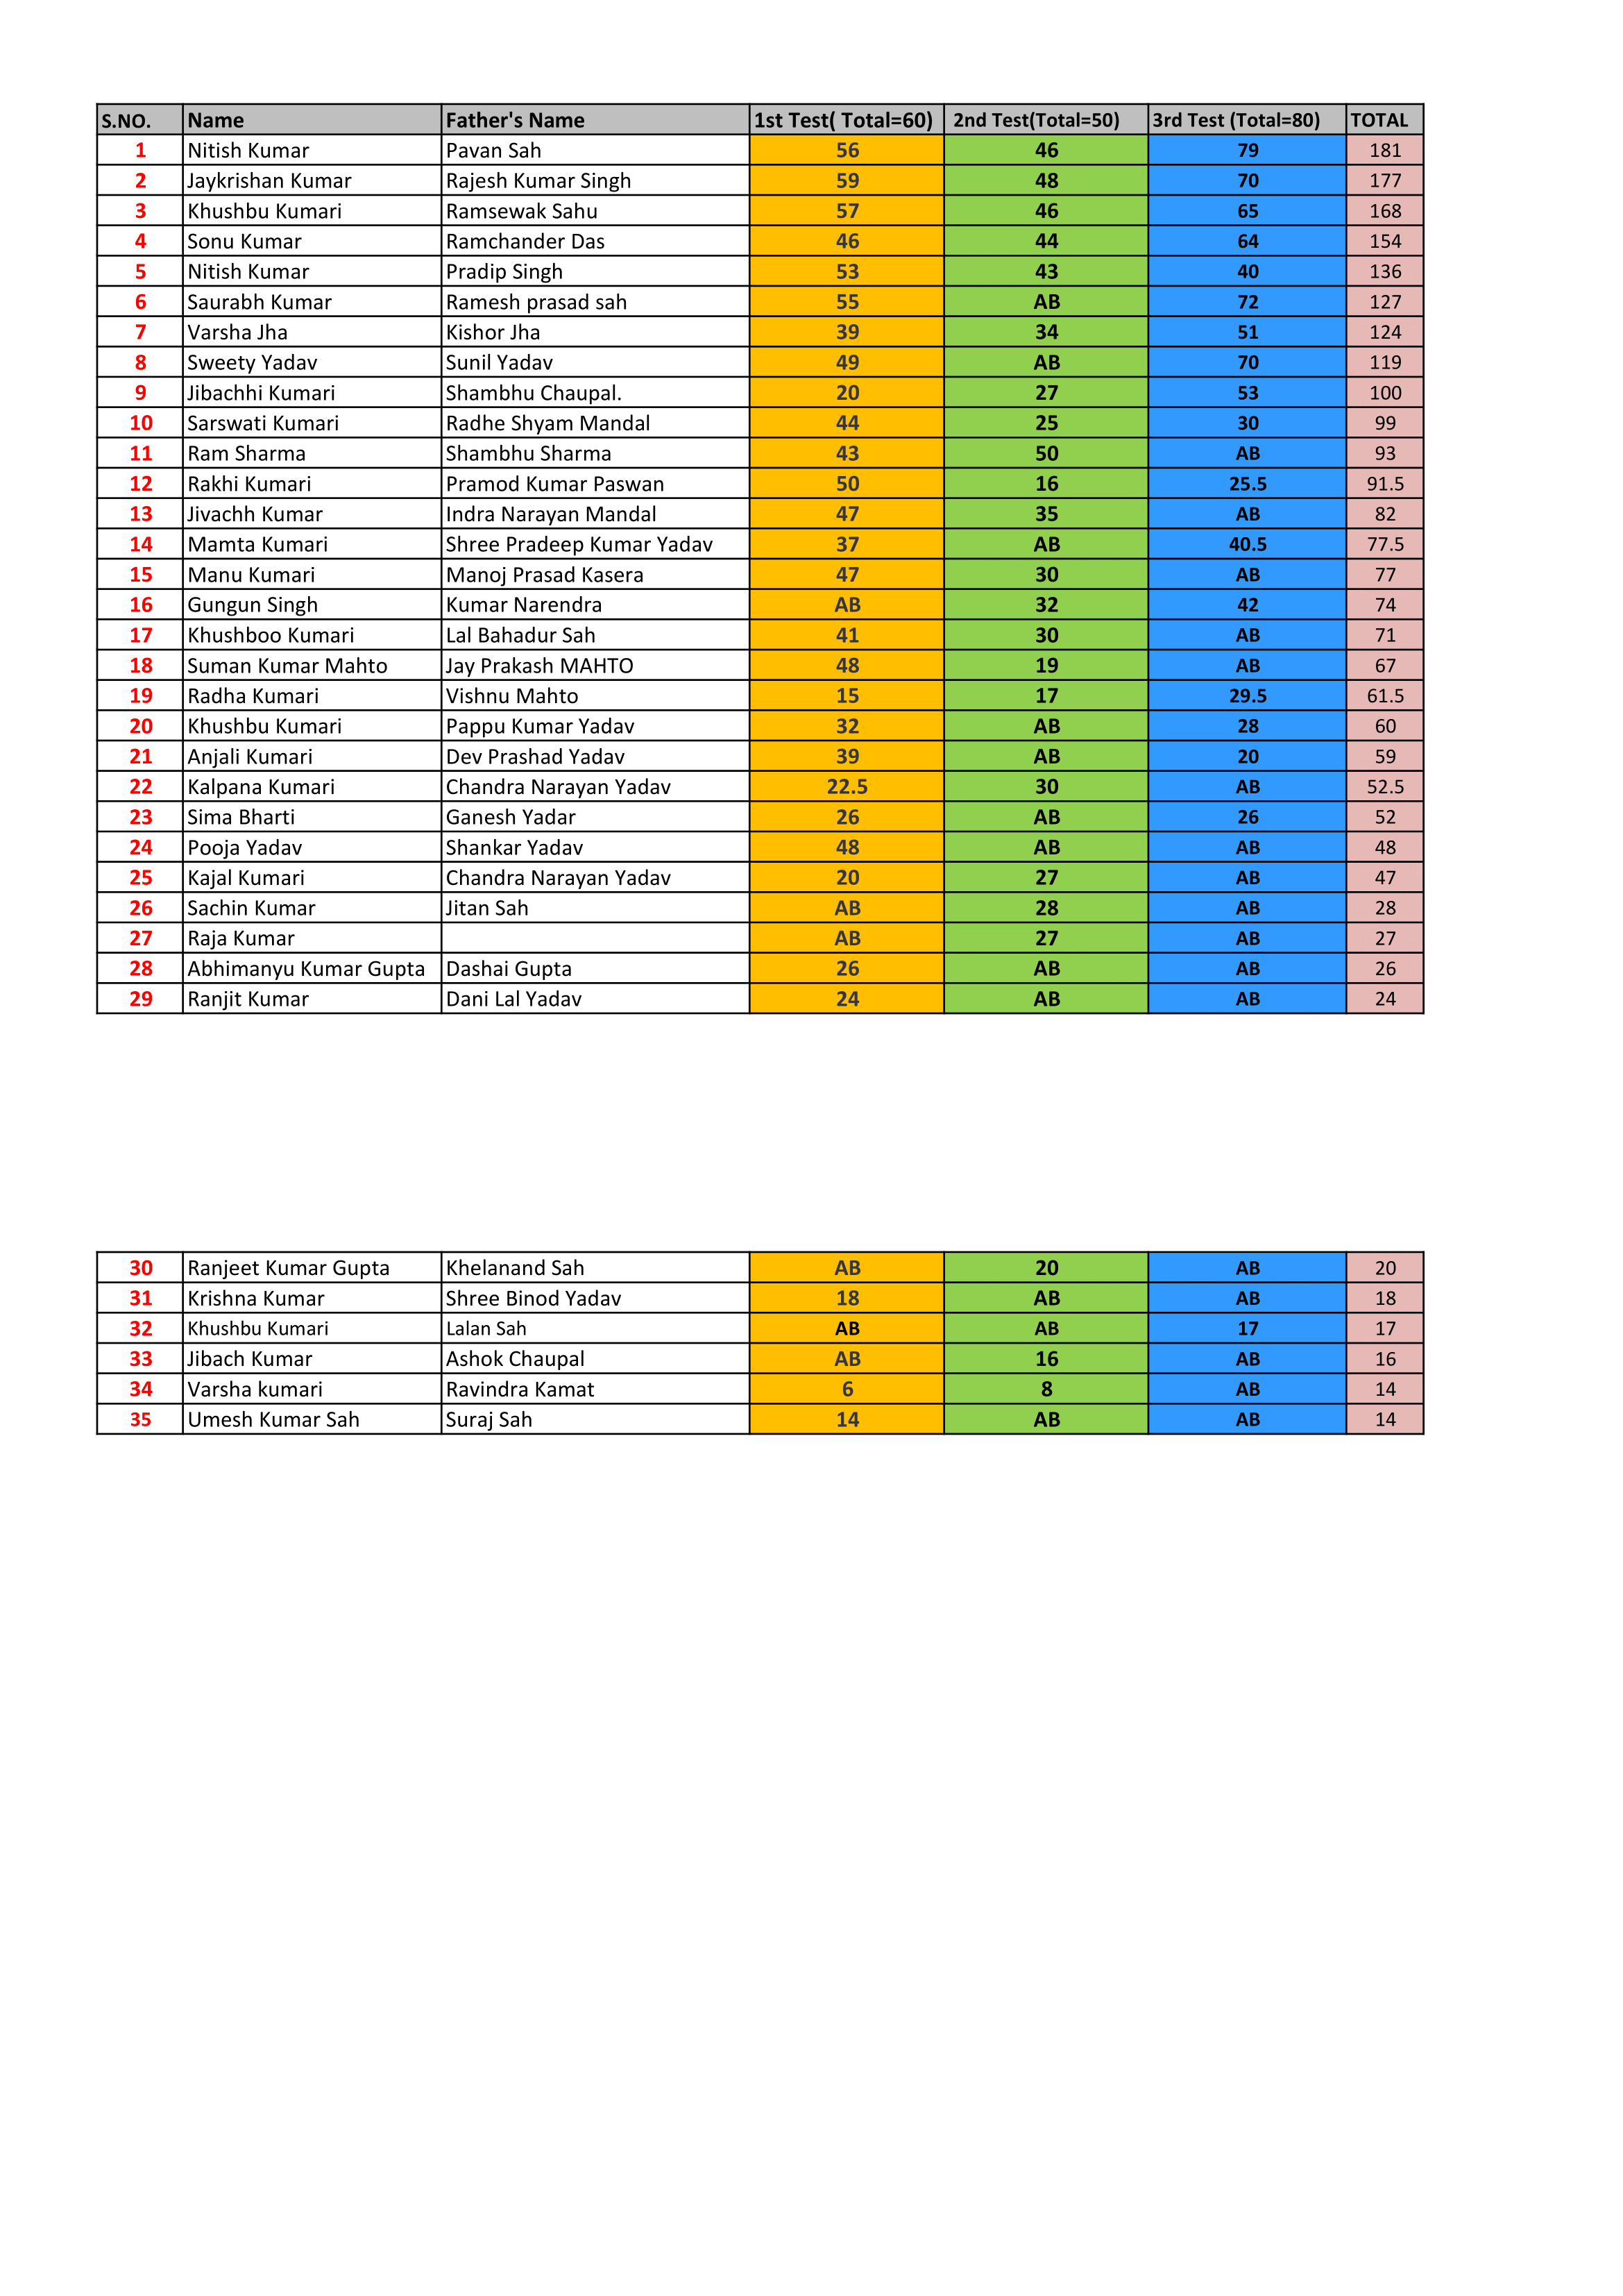 S.NO. Name Father's Name 1st Test( Total=60) 2nd Test(Total=50) 3rd Test (Total=80) TOTAL
1 Nitish Kumar Pavan Sah 56 46 79 181
2 Jaykrishan Kumar Rajesh Kumar Singh 59 48 70 177
3 Khushbu Kumari Ramsewak Sahu 57 46 65 168
4 Sonu Kumar Ramchander Das 46 44 64 154
5 Nitish Kumar Pradip Singh 53 43 40 136
6 Saurabh Kumar Ramesh prasad sah 55 AB 72 127
7 Varsha Jha Kishor Jha 39 34 51 124
8 Sweety Yadav Sunil Yadav 49 AB 70 119
9 Jibachhi Kumari Shambhu Chaupal. 20 27 53 100
10 Sarswati Kumari Radhe Shyam Mandal 44 25 30 99
11 Ram Sharma Shambhu Sharma 43 50 AB 93
12 Rakhi Kumari Pramod Kumar Paswan 50 16 25.5 91.5
13 Jivachh Kumar Indra Narayan Mandal 47 35 AB 82
14 Mamta Kumari Shree Pradeep Kumar Yadav 37 AB 40.5 77.5
15 Manu Kumari Manoj Prasad Kasera 47 30 AB 77
16 Gungun Singh Kumar Narendra AB 32 42 74
17 Khushboo Kumari Lal Bahadur Sah 41 30 AB 71
18 Suman Kumar Mahto Jay Prakash MAHTO 48 19 AB 67
19 Radha Kumari Vishnu Mahto 15 17 29.5 61.5
20 Khushbu Kumari Pappu Kumar Yadav 32 AB 28 60
21 Anjali Kumari Dev Prashad Yadav 39 AB 20 59
22 Kalpana Kumari Chandra Narayan Yadav 22.5 30 AB 52.5
23 Sima Bharti Ganesh Yadar 26 AB 26 52
24 Pooja Yadav Shankar Yadav 48 AB AB 48
25 Kajal Kumari Chandra Narayan Yadav 20 27 AB 47
26 Sachin Kumar Jitan Sah AB 28 AB 28
27 Raja Kumar AB 27 AB 27
28 Abhimanyu Kumar Gupta Dashai Gupta 26 AB AB 26
29 Ranjit Kumar Dani Lal Yadav 24 AB AB 24
30 Ranjeet Kumar Gupta Khelanand Sah AB 20 AB 20
31 Krishna Kumar Shree Binod Yadav 18 AB AB 18
32 Khushbu Kumari Lalan Sah AB AB 17 17
33 Jibach Kumar Ashok Chaupal AB 16 AB 16
34 Varsha kumari Ravindra Kamat 6 8 AB 14
35 Umesh Kumar Sah Suraj Sah 14 AB AB 14